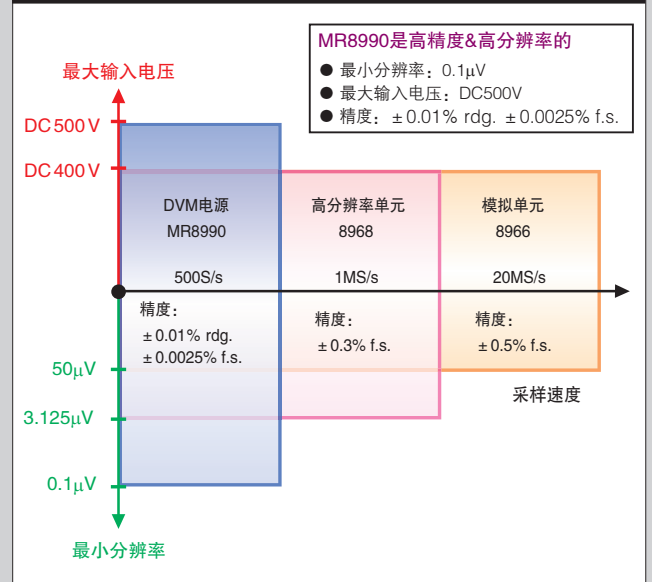 MR8990是高精度&高分辨率的
● 最小分辨率：0.1μV
● 最大输入电压：DC500V
● 精度：±0.01% rdg. ±0.0025% f.s.
最大输入电压
DC500V
DC400V
DVM电源
MR8990
500S/s
高分辨率单元
8968
1MS/s
模拟单元
8966
20MS/s
精度：
±0.01% rdg.
±0.0025% f.s.
精度：
±0.3% f.s.
精度：
±0.5% f.s.
采样速度
50μV
3.125μV
0.1μV
最小分辨率